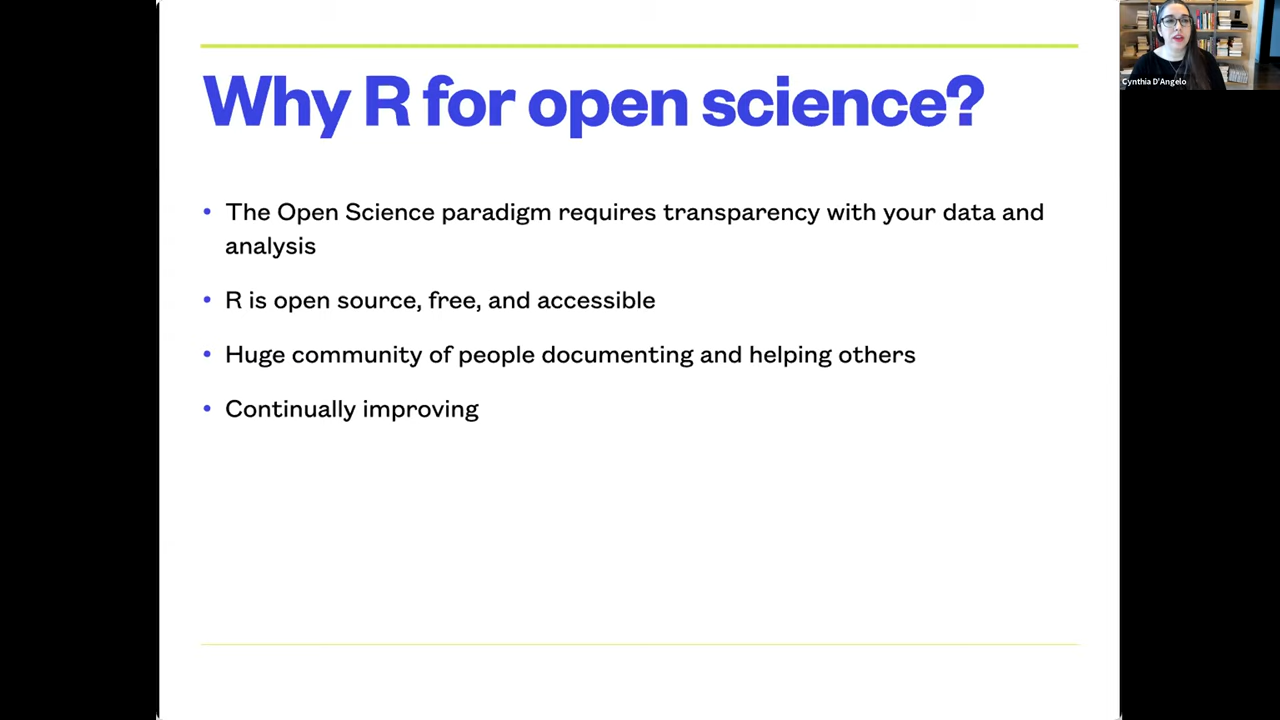 Why R for open science?
• The Open Science paradigm requires transparency with your data and
analysis
• R is open source, free, and accessible
• Huge community of people documenting and helping others
• Continually improving
Cynthia D'Angelo